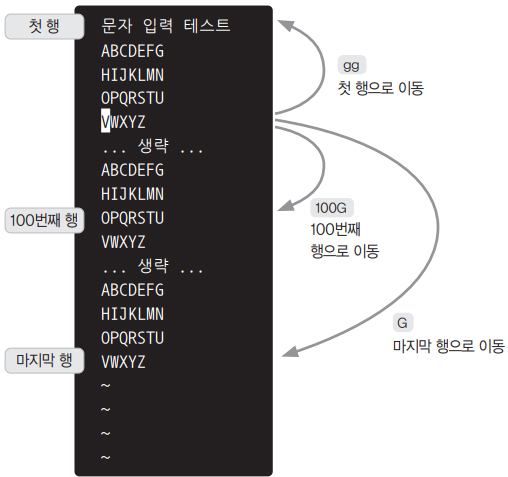 첫 행
문자 입력 테스트
ABCDEFG
HIJKLMN
OPQRSTU
VWXYZ
... 생략 ...
ABCDEFG
HIJKLMN
100번째 행
OPQRSTU
VWXYZ
... 생략 ...
ABCDEFG
HIJKLMN
OPQRSTU
마지막 행
VWXYZ
~
~
~
~
gg
첫 행으로 이동
100G
100번째
행으로 이동
G
마지막 행으로 이동